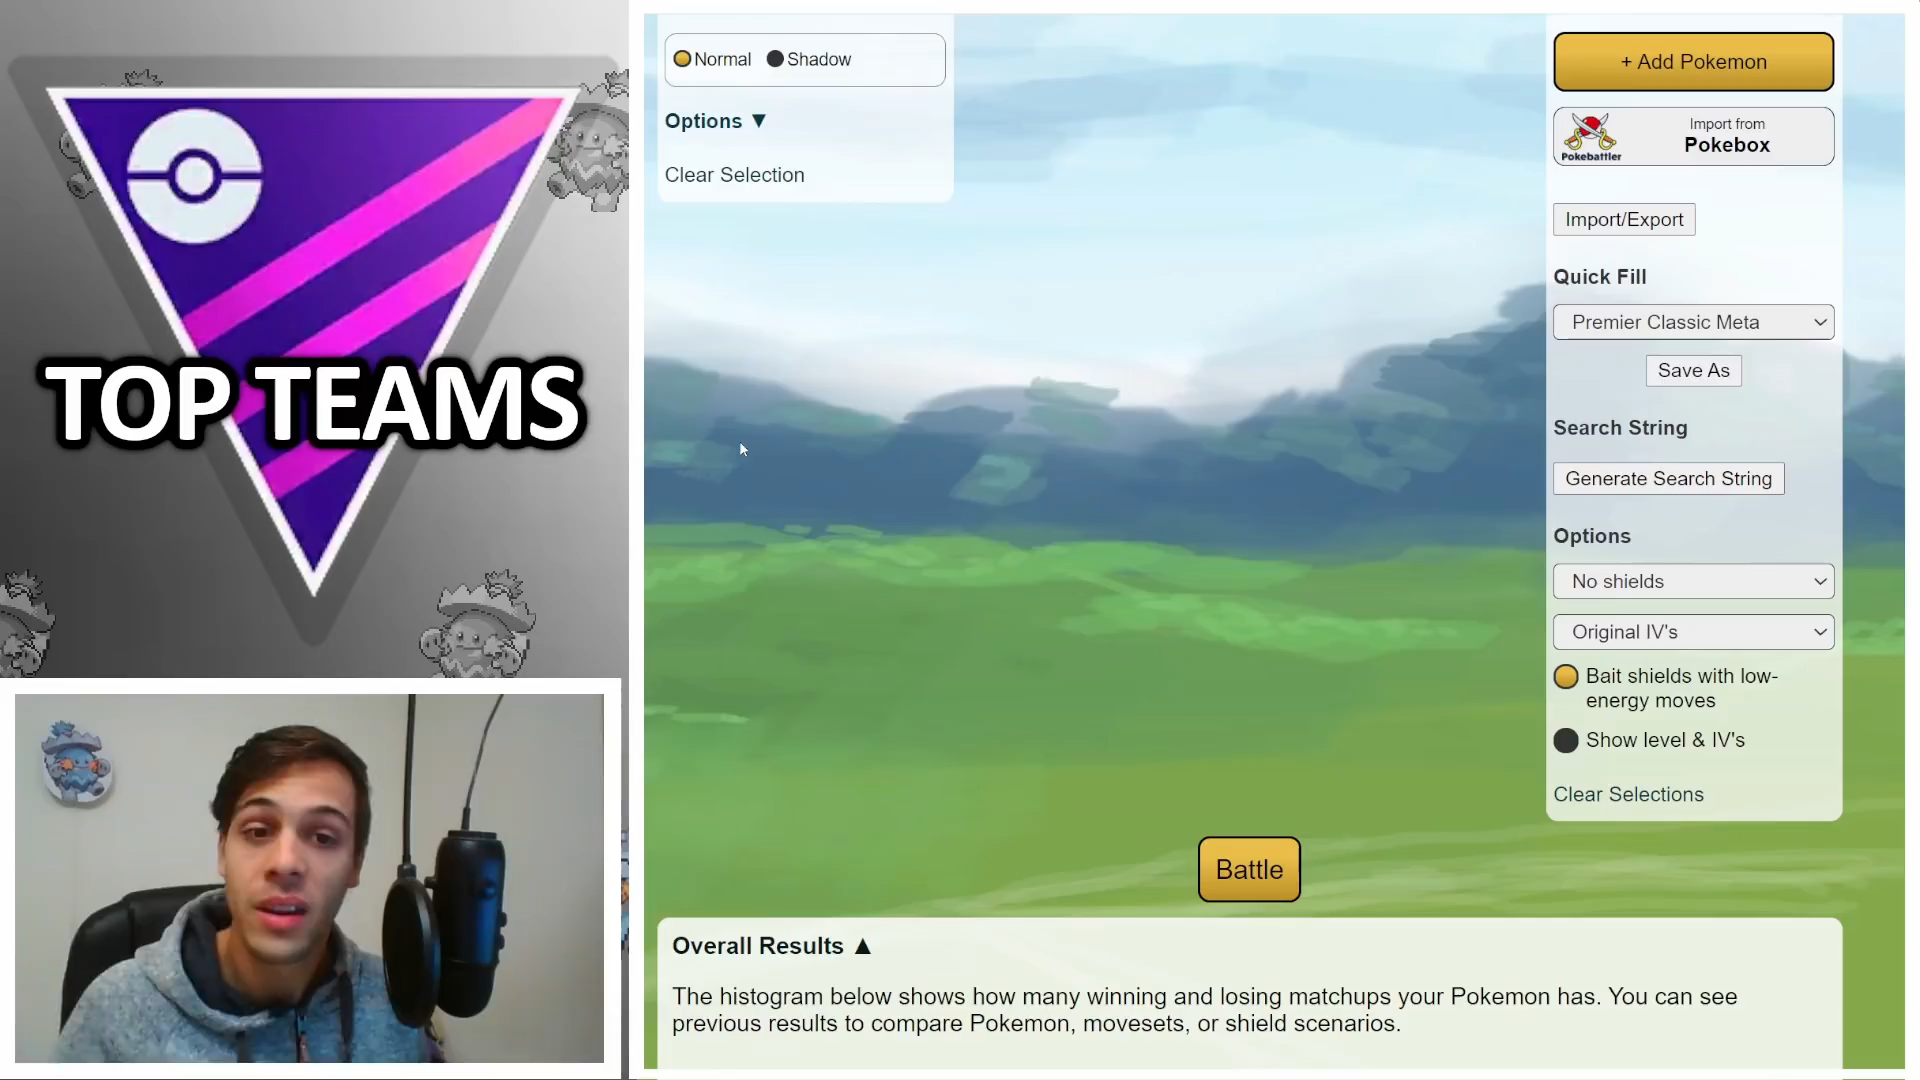 TOP TEAMS
Normal Shadow
Options ▼
Clear Selection
+ Add Pokemon
Pokebattler
Import from
Pokebox
Import/Export
Quick Fill
Premier Classic Meta
Save As
Search String
Generate Search String
Options
No shields
Original IV's
Bait shields with low-
energy moves
Show level & IV's
Clear Selections
Battle
Overall Results ▲
The histogram below shows how many winning and losing matchups your Pokemon has. You can see
previous results to compare Pokemon, movesets, or shield scenarios.